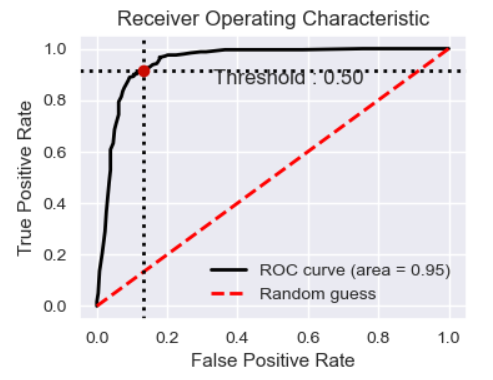 Receiver Operating Characteristic
1.0
0.8
0.6
0.4
0.2
0.0
True Positive Rate
Threshold : 0.50
ROC curve (area = 0.95)
Random guess
0.0 0.2 0.4 0.6 0.8 1.0
False Positive Rate